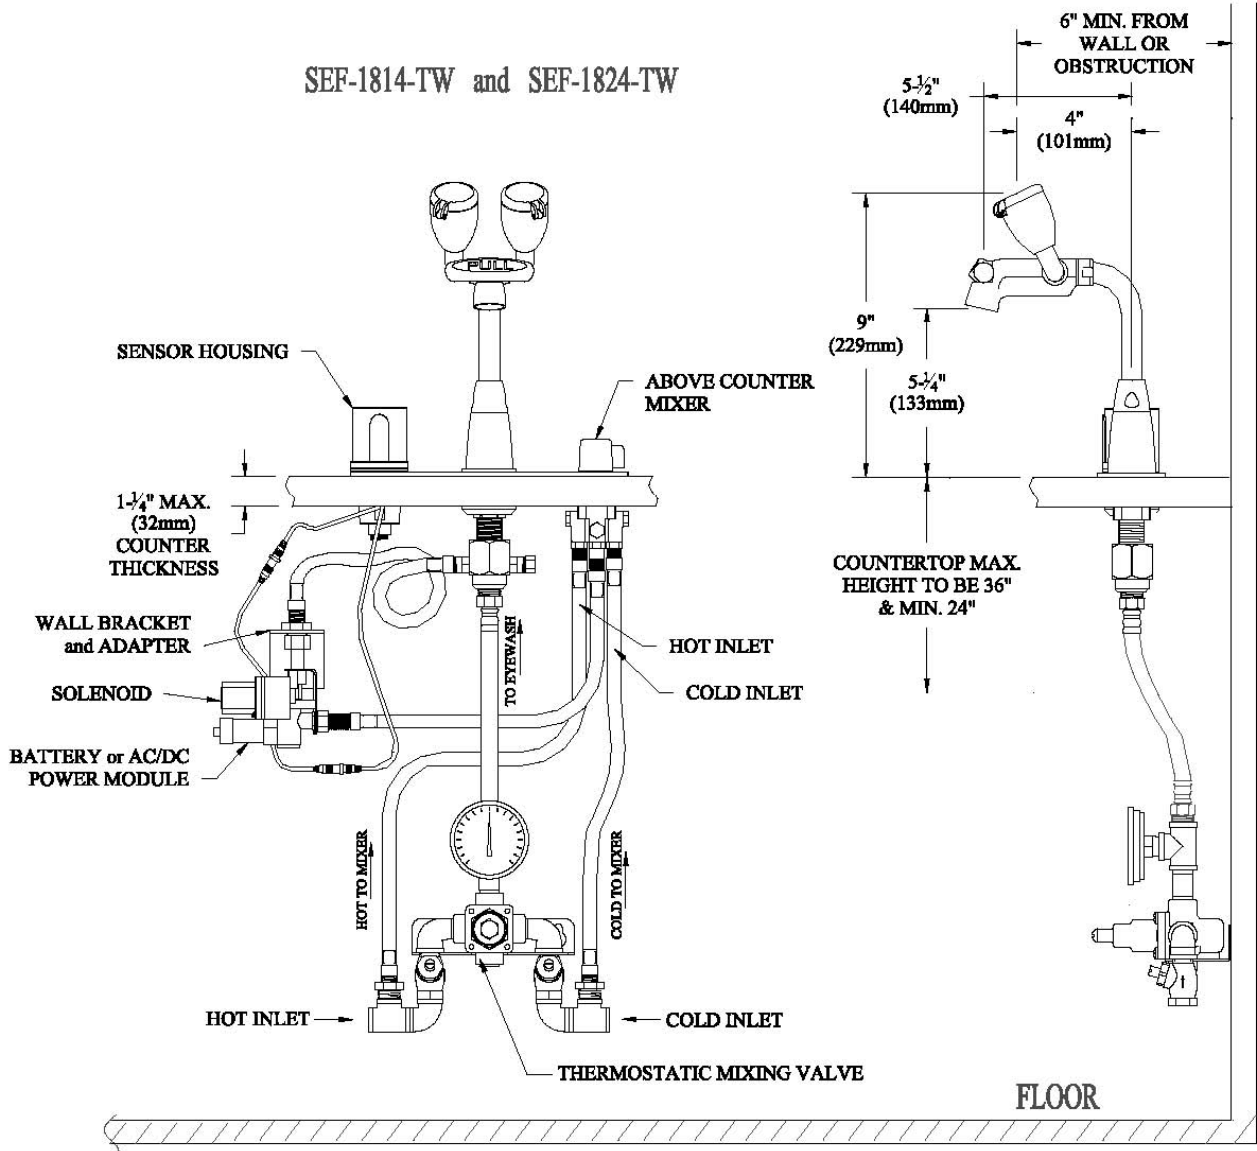 6" MIN. FROM
WALL OR
OBSTRUCTION
SEF-1814-TW and SEF-1824-TW
5-½"
(140mm)
4"
(101mm)
PULL
9"
(229mm)
5-¼"
(133mm)
SENSOR HOUSING
ABOVE COUNTER
MIXER
1-¼" MAX.
(32mm)
COUNTER
THICKNESS
COUNTERTOP MAX.
HEIGHT TO BE 36"
& MIN. 24"
WALL BRACKET
and ADAPTER
TO EYEWASH
HOT INLET
SOLENOID
COLD INLET
BATTERY or AC/DC
POWER MODULE
HOT TO MIXER
COLD TO MIXER
HOT INLET
COLD INLET
THERMOSTATIC MIXING VALVE
FLOOR